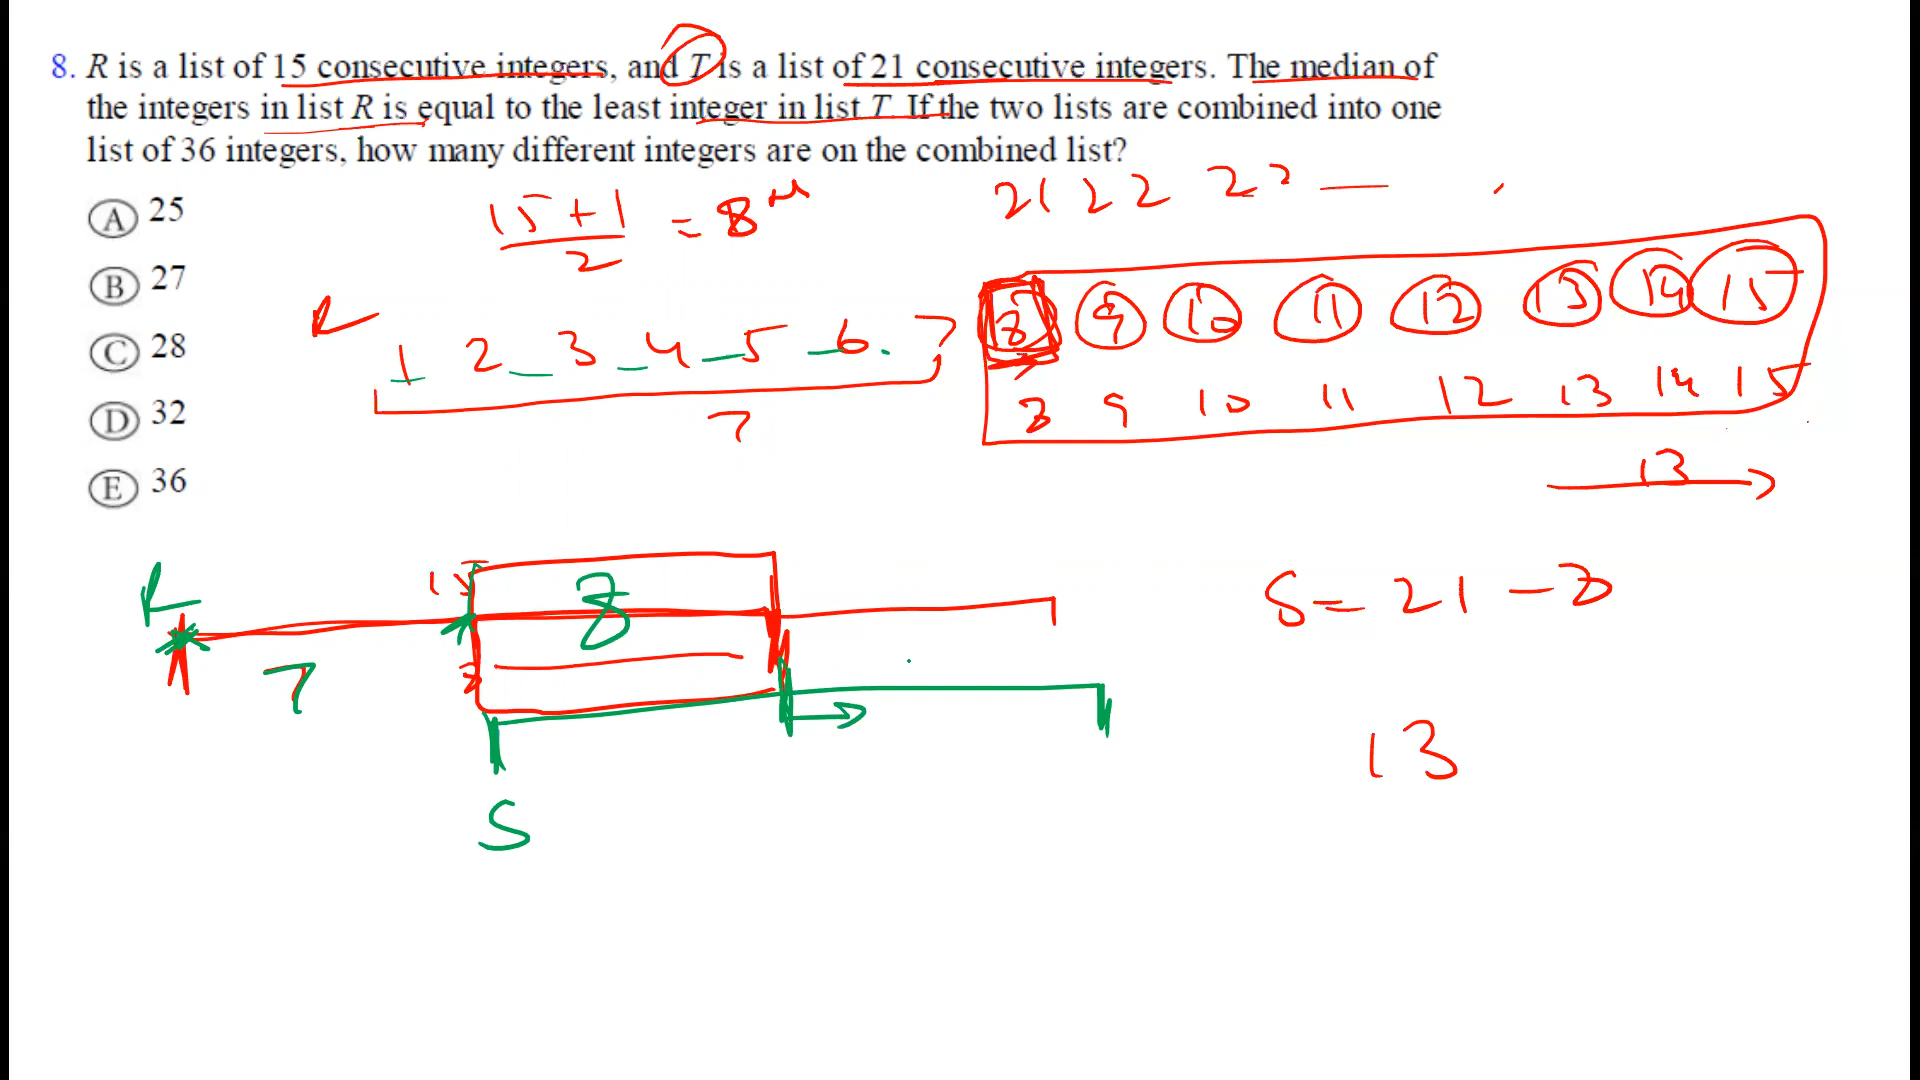 8. R is a list of 15 consecutive integers, and T is a list of 21 consecutive integers. The median of
the integers in list R is equal to the least integer in list T. If the two lists are combined into one
list of 36 integers, how many different integers are on the combined list?
A 25
B 27
C 28
D 32
E 36
15+1
2
= 8
21 22 22 —
1 2 3 4 5 6 7 8 9 10 11 12 13 14 15
7
8 9 10 11 12 13 14 15
13
15
8
7
8
S
S = 21 - 8
13